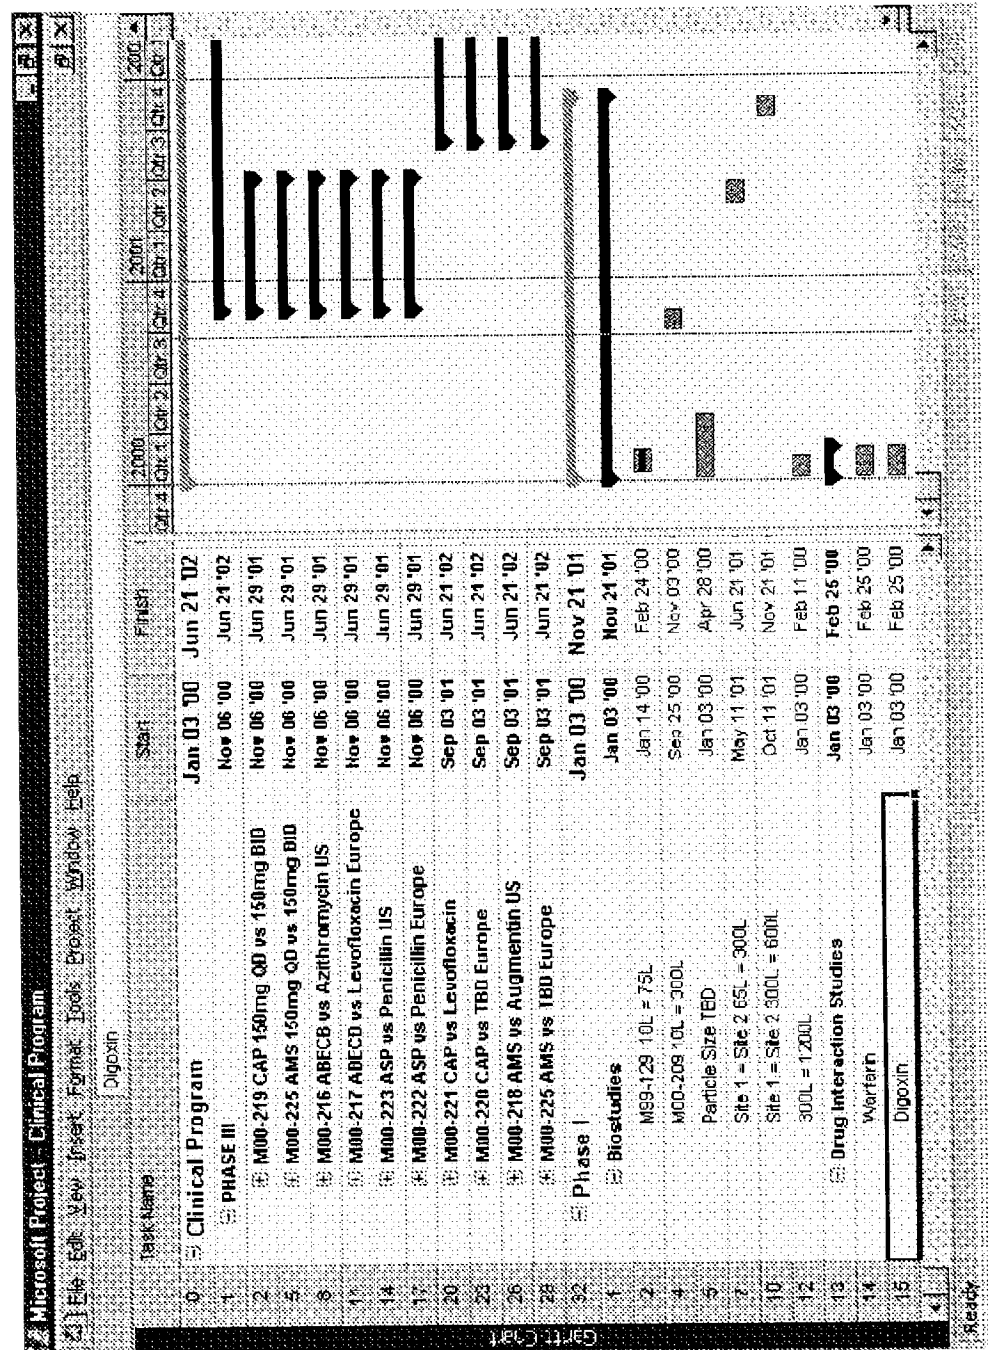 Microsoft Project - Clinical Program
File Edit View Insert Format Tools Project Window Help
Digoxin
Task Name Start Finish
2000 2001 200
Qtr 4 Qtr 1 Qtr 2 Qtr 3 Qtr 4 Qtr 1 Qtr 2 Qtr 3 Qtr 4 Qtr 1
0 Clinical Program Jan 03 '00 Jun 21 '02
1 PHASE III Nov 06 '00 Jun 21 '02
2 M00-219 CAP 150mg QD vs 150mg BID Nov 06 '00 Jun 29 '01
5 M00-225 AMS 150mg QD vs 150mg BID Nov 06 '00 Jun 29 '01
8 M00-216 ABECB vs Azithromycin US Nov 06 '00 Jun 29 '01
11 M00-217 ABECB vs Levofloxacin Europe Nov 06 '00 Jun 29 '01
14 M00-223 ASP vs Penicillin US Nov 06 '00 Jun 29 '01
17 M00-222 ASP vs Penicillin Europe Nov 06 '00 Jun 29 '01
20 M00-221 CAP vs Levofloxacin Sep 03 '01 Jun 21 '02
23 M00-220 CAP vs TBD Europe Sep 03 '01 Jun 21 '02
26 M00-218 AMS vs Augmentin US Sep 03 '01 Jun 21 '02
29 M00-225 AMS vs TBD Europe Sep 03 '01 Jun 21 '02
32 Phase I Jan 03 '00 Nov 21 '01
1 Biostudies Jan 03 '00 Nov 21 '01
2 M99-129 10L = 75L Jan 14 '00 Feb 24 '00
4 M00-209 10L = 300L Sep 25 '00 Nov 03 '00
5 Particle Size TBD Jan 03 '00 Apr 28 '00
7 Site 1 = Site 2 65L = 300L May 11 '01 Jun 21 '01
10 Site 1 = Site 2 300L = 600L Oct 11 '01 Nov 21 '01
12 300L = 1200L Jan 03 '00 Feb 11 '00
13 Drug Interaction Studies Jan 03 '00 Feb 25 '00
14 Warfarin Jan 03 '00 Feb 25 '00
15 Digoxin Jan 03 '00 Feb 25 '00
Gantt Chart
Ready